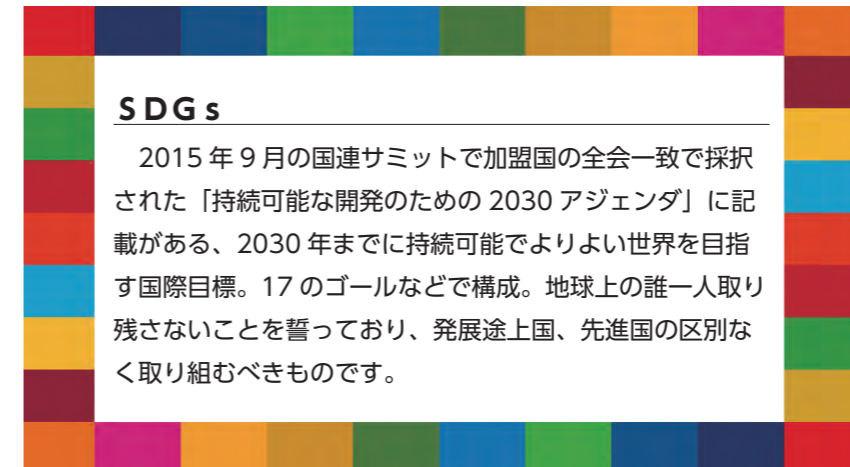 SDGs
　2015年9月の国連サミットで加盟国の全会一致で採択
された「持続可能な開発のための2030アジェンダ」に記
載がある、2030年までに持続可能でよりよい世界を目指
す国際目標。17のゴールなどで構成。地球上の誰一人取り
残さないことを誓っており、発展途上国、先進国の区別な
く取り組むべきものです。